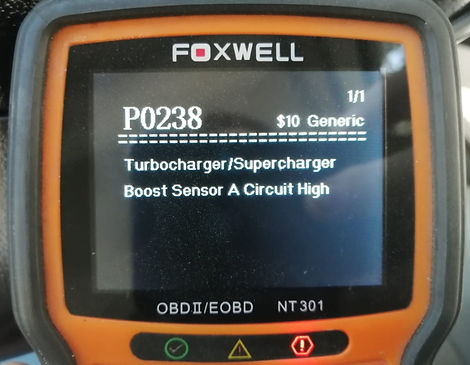 FOXWELL
1/1
P0238 $10 Generic
==============================
Turbocharger/Supercharger
Boost Sensor A Circuit High
OBDII/EOBD NT301